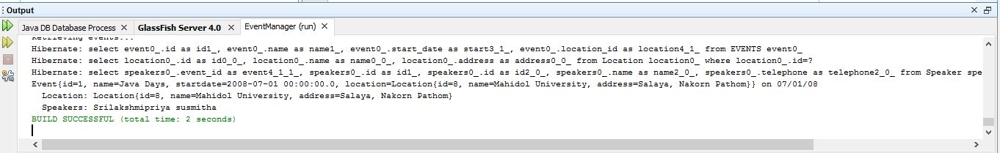 Output
Java DB Database Process
GlassFish Server 4.0
EventManager (run)
Retrieving events...
Hibernate: select event0_.id as id1_, event0_.name as name1_, event0_.start_date as start3_1_, event0_.location_id as location4_1_ from EVENTS event0_
Hibernate: select location0_.id as id0_0_, location0_.name as name0_0_, location0_.address as address0_0_ from Location location0_ where location0_.id=?
Hibernate: select speakers0_.event_id as event4_1_1_, speakers0_.id as id1_, speakers0_.id as id2_0_, speakers0_.name as name2_0_, speakers0_.telephone as telephone2_0_ from Speaker spe
Event{id=1, name=Java Days, startdate=2008-07-01 00:00:00.0, location=Location{id=8, name=Mahidol University, address=Salaya, Nakorn Pathom}} on 07/01/08
Location: Location{id=8, name=Mahidol University, address=Salaya, Nakorn Pathom}
Speakers: Srilakshmipriya susmitha
BUILD SUCCESSFUL (total time: 2 seconds)